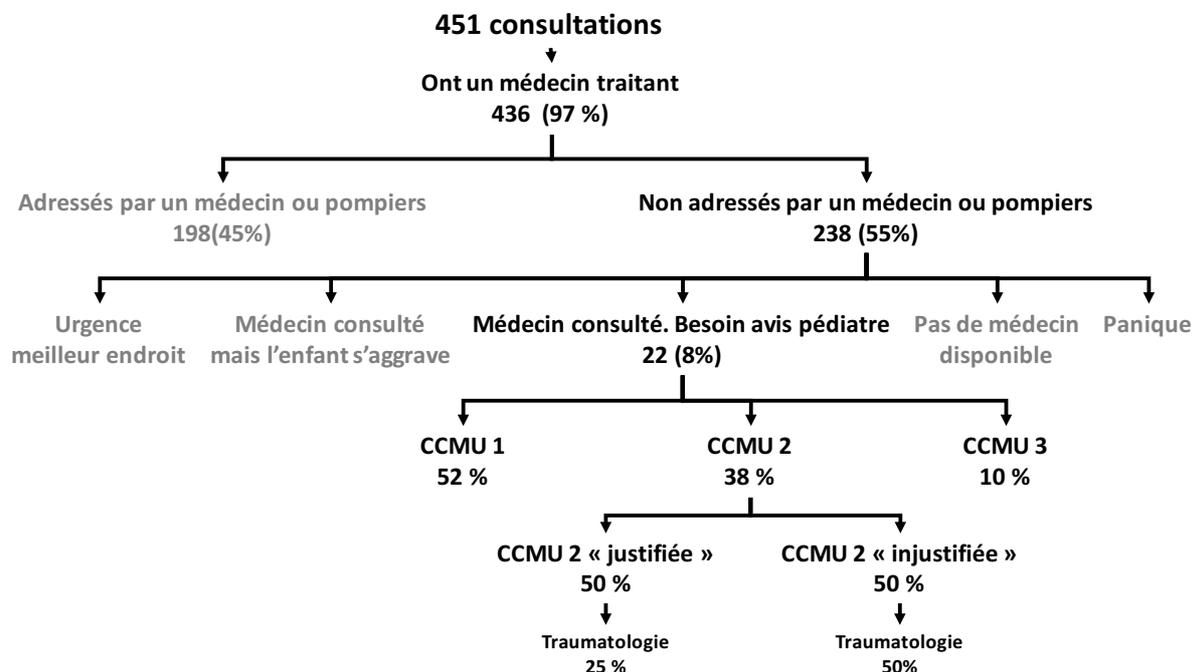 451 consultations
Ont un médecin traitant
436 (97 %)
Adressés par un médecin ou pompiers
198(45%)
Non adressés par un médecin ou pompiers
238 (55%)
Urgence
meilleur endroit
Médecin consulté
mais l’enfant s’aggrave
Médecin consulté. Besoin avis pédiatre
22 (8%)
Pas de médecin
disponible
Panique
CCMU 1
52 %
CCMU 2
38 %
CCMU 3
10 %
CCMU 2 « justifiée »
50 %
CCMU 2 « injustifiée »
50 %
Traumatologie
25 %
Traumatologie
50%